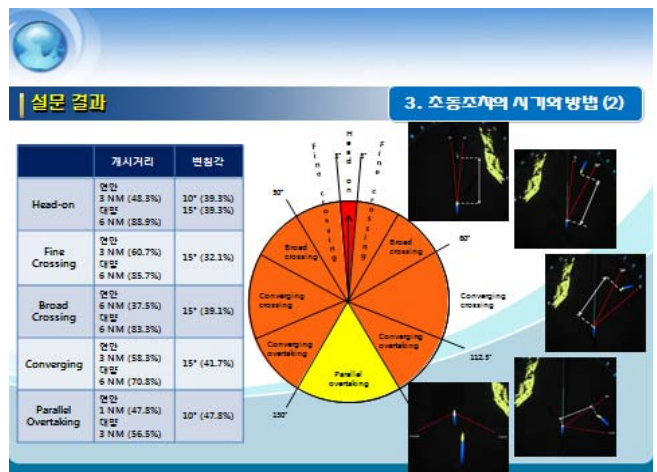 설문 결과
3. 초동조치의 시기와 방법 (2)
개시거리 변침각
Head-on
연안
3 NM (48.3%)
대양
6 NM (88.9%)
10° (39.3%)
15° (39.3%)
Fine
Crossing
연안
3 NM (60.7%)
대양
6 NM (85.7%)
15° (32.1%)
Broad
Crossing
연안
6 NM (37.5%)
대양
6 NM (83.3%)
15° (39.1%)
Converging
연안
3 NM (58.3%)
대양
6 NM (70.8%)
15° (41.7%)
Parallel
Overtaking
연안
1 NM (47.8%)
대양
3 NM (56.5%)
10° (47.8%)
Fine crossing
Head on
Fine crossing
5°
5°
30°
60°
Broad
crossing
Broad
crossing
Converging
crossing
Converging
crossing
Converging
overtaking
Converging
overtaking
112.5°
Parallel
overtaking
150°